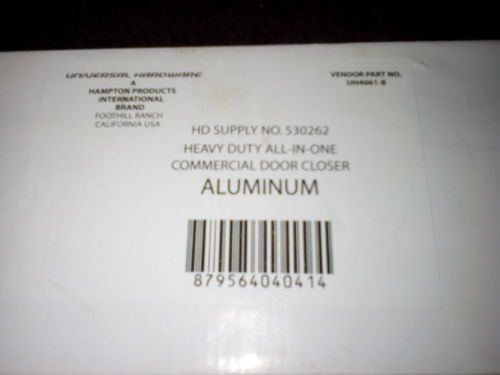 UNIVERSAL HARDWARE
A
HAMPTON PRODUCTS
INTERNATIONAL
BRAND
FOOTHILL RANCH
CALIFORNIA USA
VENDOR PART NO.
UH4061-B
HD SUPPLY NO. 530262
HEAVY DUTY ALL-IN-ONE
COMMERCIAL DOOR CLOSER
ALUMINUM
879564040414